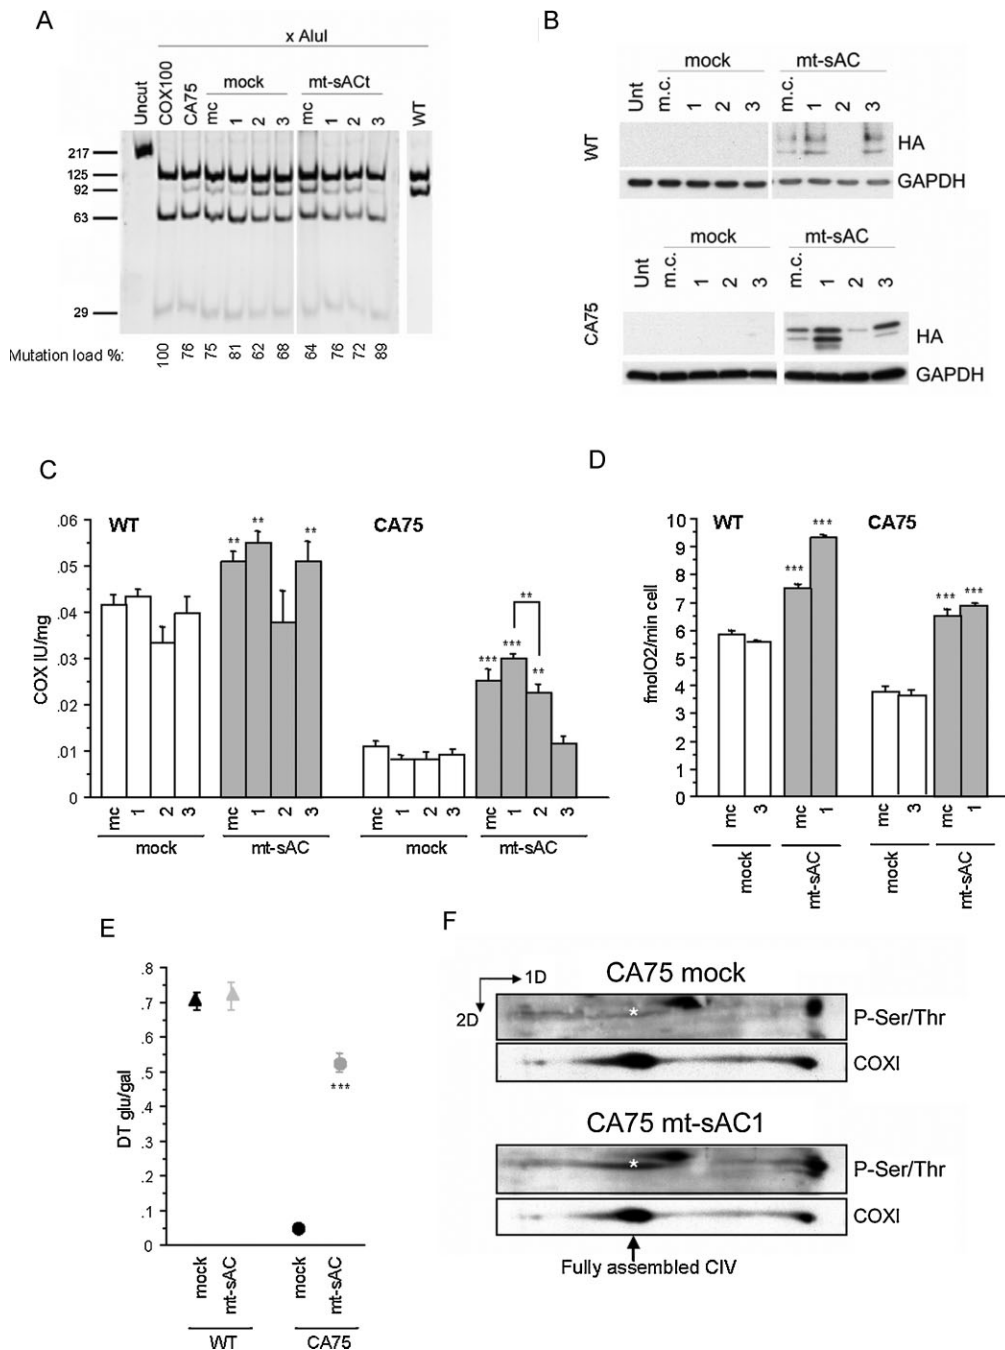 A
x AluI
mock
mt-sACt
Uncut
COX100
CA75
mc
1
2
3
mc
1
2
3
WT
217
125
92
63
29
Mutation load %:
100
76
75
81
62
68
64
76
72
89
B
mock
mt-sAC
Unt
m.c.
1
2
3
m.c.
1
2
3
WT
HA
GAPDH
mock
mt-sAC
Unt
m.c.
1
2
3
m.c.
1
2
3
CA75
HA
GAPDH
C
COX IU/mg
.06
.05
.04
.03
.02
.01
0
WT
CA75
** ** **
**
*** *** **
mc 1 2 3
mc 1 2 3
mc 1 2 3
mc 1 2 3
mock
mt-sAC
mock
mt-sAC
D
fmolO2/min cell
10
9
8
7
6
5
4
3
2
1
0
WT
CA75
*** ***
*** ***
mc 3
mc 1
mc 3
mc 1
mock
mt-sAC
mock
mt-sAC
E
DT glu/gal
.8
.7
.6
.5
.4
.3
.2
.1
0
***
mock
mt-sAC
mock
mt-sAC
WT
CA75
F
1D
2D
CA75 mock
*
P-Ser/Thr
COXI
CA75 mt-sAC1
*
P-Ser/Thr
COXI
Fully assembled CIV